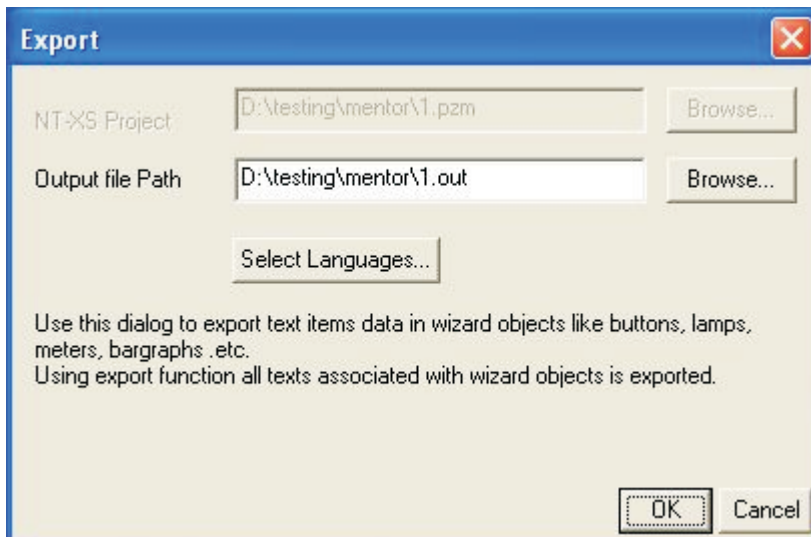 Export
NT-XS Project D:\testing\mentor\1.pzm Browse...
Output file Path D:\testing\mentor\1.out Browse...
Select Languages...
Use this dialog to export text items data in wizard objects like buttons, lamps,
meters, bargraphs .etc.
Using export function all texts associated with wizard objects is exported.
OK Cancel